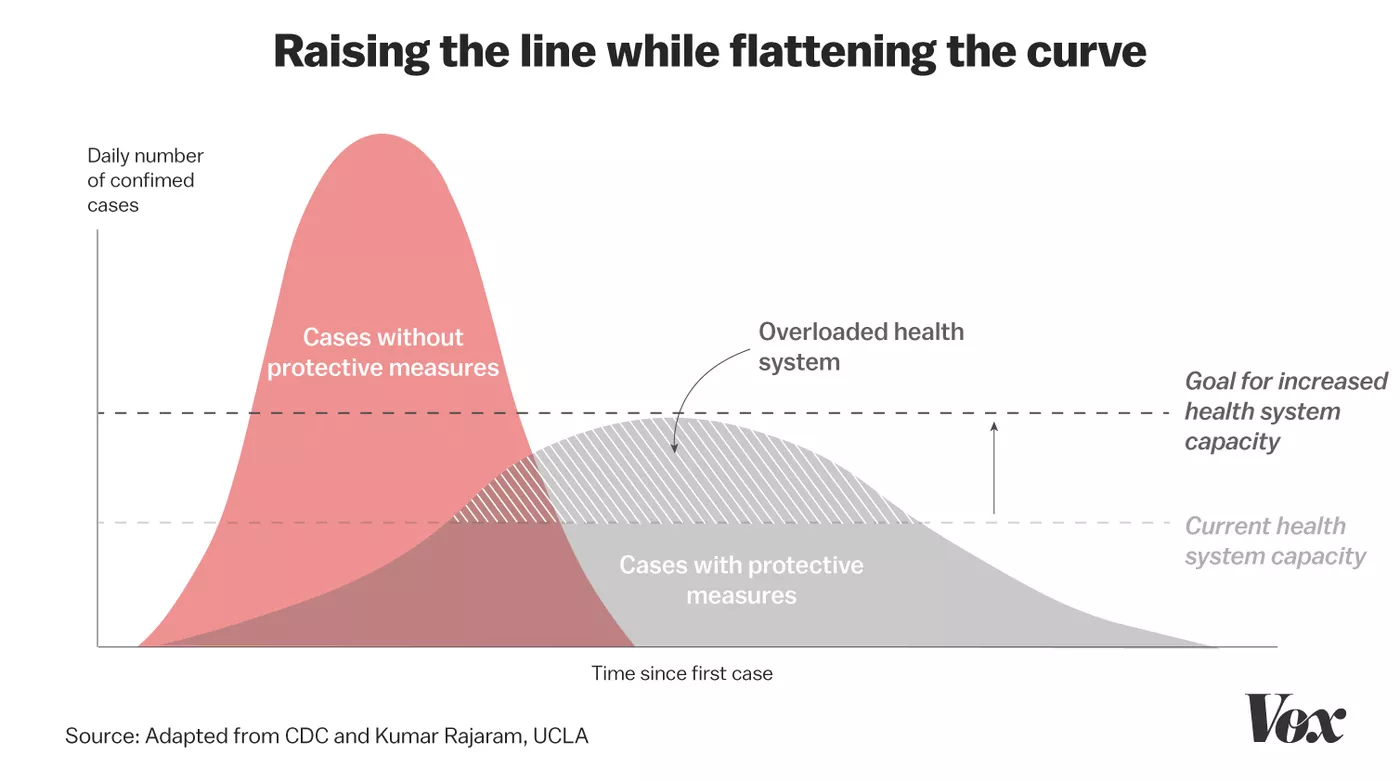 Raising the line while flattening the curve
Daily number
of confimed
cases
Cases without
protective measures
Overloaded health
system
Goal for increased
health system
capacity
Current health
system capacity
Cases with protective
measures
Time since first case
Source: Adapted from CDC and Kumar Rajaram, UCLA
Vox